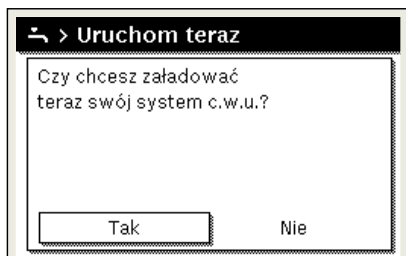 > Uruchom teraz
Czy chcesz załadować
teraz swój system c.w.u.?
Tak
Nie